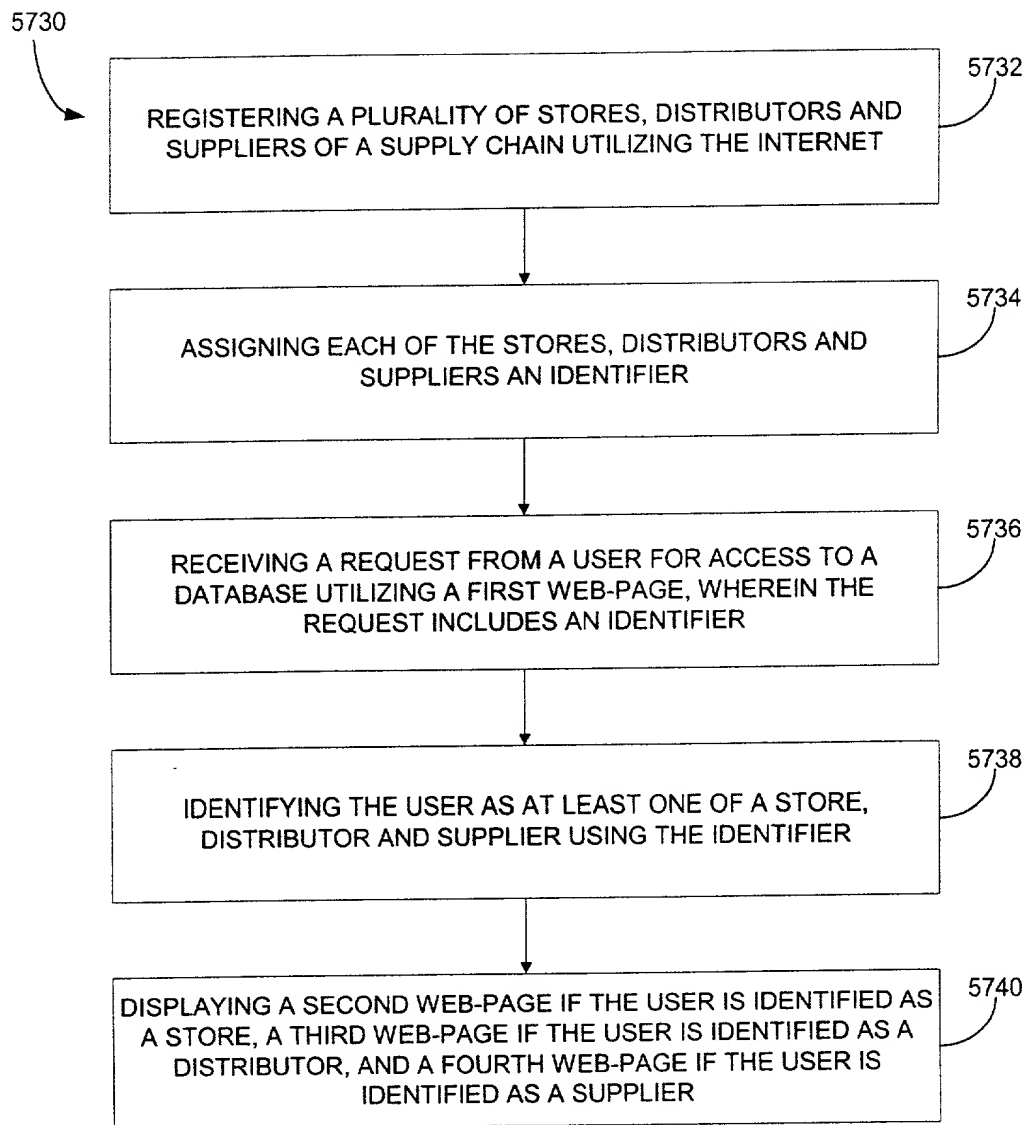 5730
5732
REGISTERING A PLURALITY OF STORES, DISTRIBUTORS AND
SUPPLIERS OF A SUPPLY CHAIN UTILIZING THE INTERNET
5734
ASSIGNING EACH OF THE STORES, DISTRIBUTORS AND
SUPPLIERS AN IDENTIFIER
5736
RECEIVING A REQUEST FROM A USER FOR ACCESS TO A
DATABASE UTILIZING A FIRST WEB-PAGE, WHEREIN THE
REQUEST INCLUDES AN IDENTIFIER
5738
IDENTIFYING THE USER AS AT LEAST ONE OF A STORE,
DISTRIBUTOR AND SUPPLIER USING THE IDENTIFIER
5740
DISPLAYING A SECOND WEB-PAGE IF THE USER IS IDENTIFIED AS
A STORE, A THIRD WEB-PAGE IF THE USER IS IDENTIFIED AS A
DISTRIBUTOR, AND A FOURTH WEB-PAGE IF THE USER IS
IDENTIFIED AS A SUPPLIER